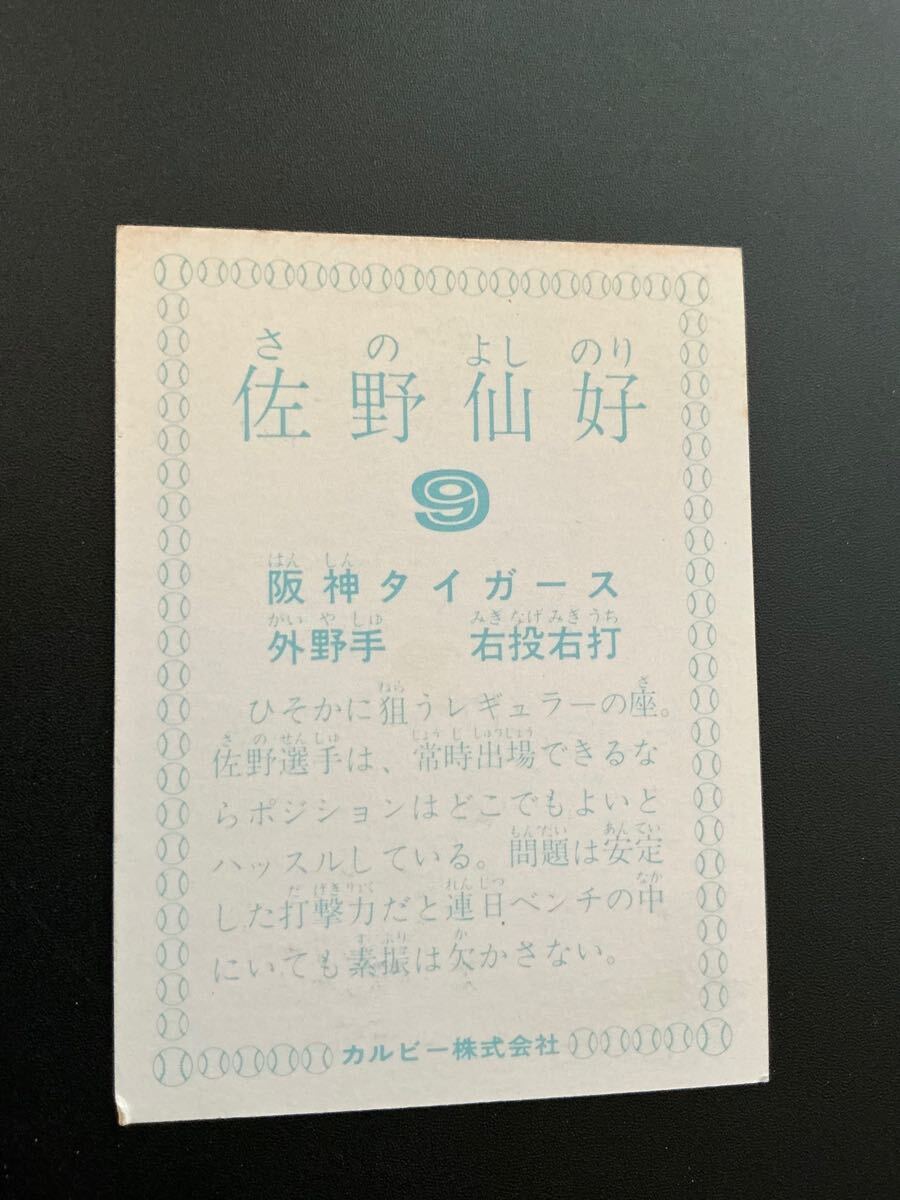 さ の よし のり
佐野仙好
9
はん しん
阪神タイガース
がい や しゅ みぎ なげ みぎ うち
外野手 右投右打
ねら ざ
ひそかに狙うレギュラーの座。
さ の せん しゅ じょう じ しゅつじょう
佐野選手は、常時出場できるな
らポジションはどこでもよいと
もんだい あんてい
ハッスルしている。問題は安定
だ げきりょく れんじつ なか
した打撃力だと連日ベンチの中
す ぶり か
にいても素振は欠かさない。
カルビー株式会社